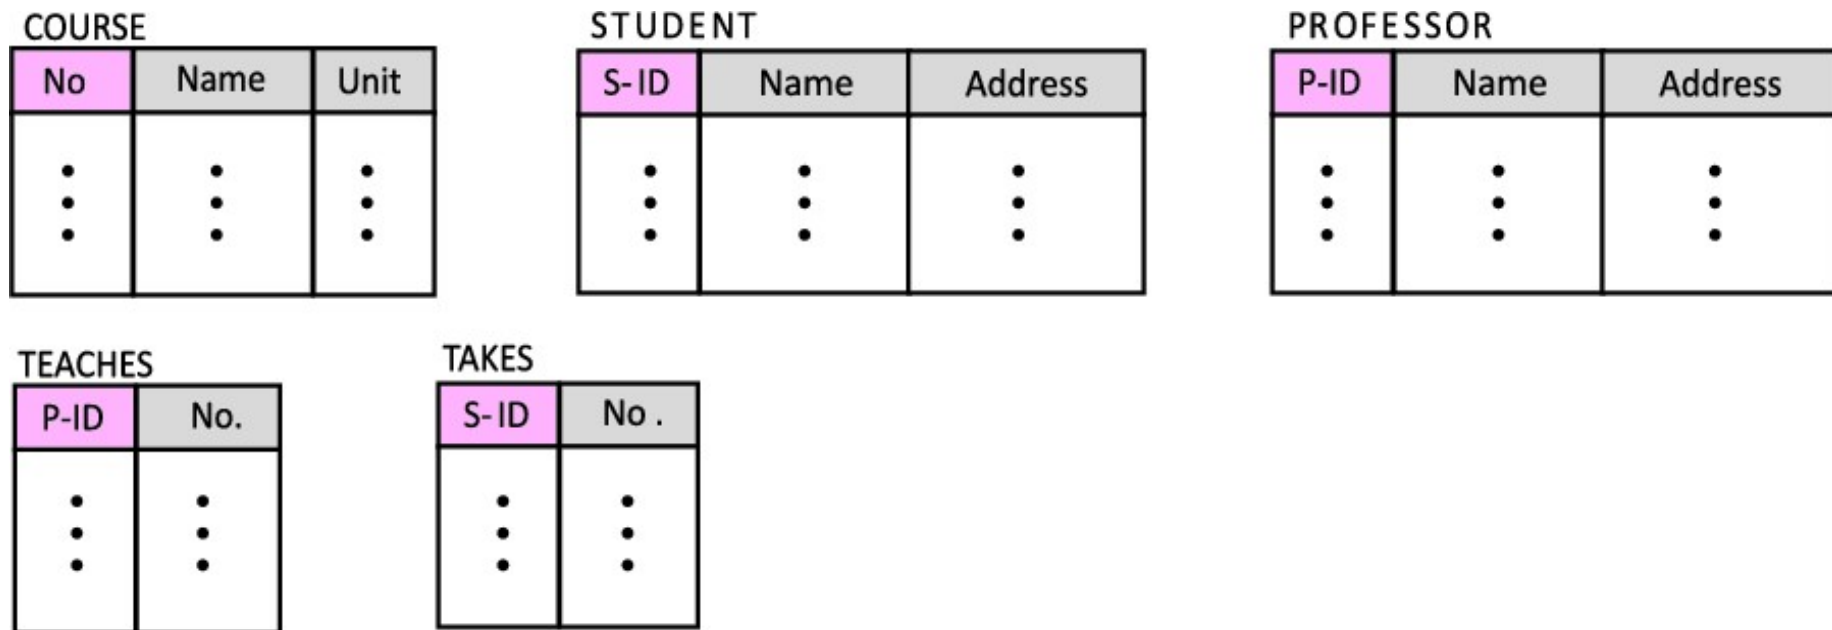 COURSE STUDENT PROFESSOR
No Name Unit S-ID Name Address P-ID Name Address
TEACHES TAKES
P-ID No. S-ID No .